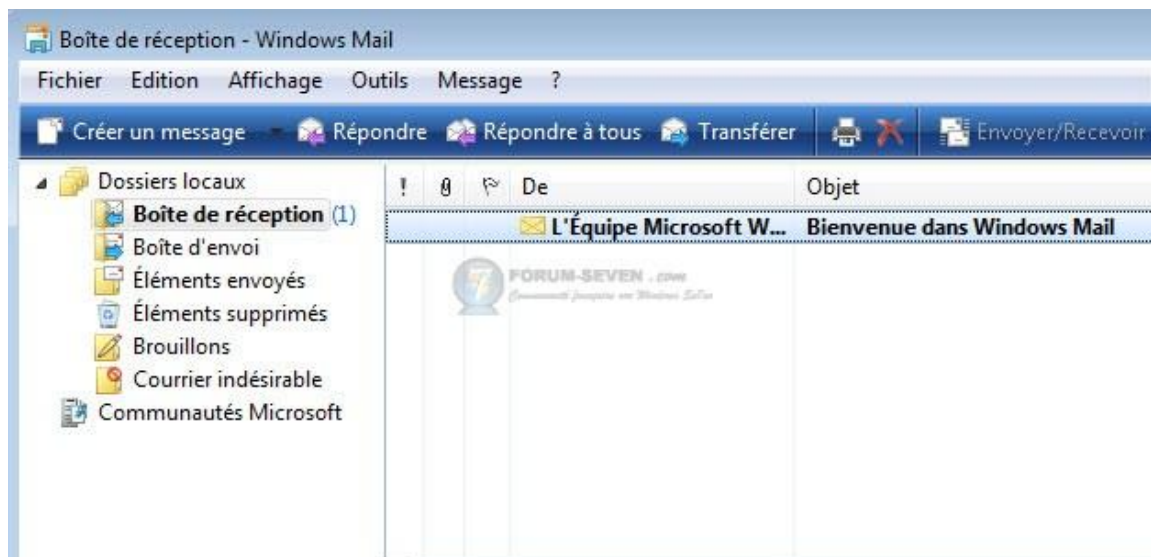 Boîte de réception - Windows Mail
Fichier Edition Affichage Outils Message ?
Créer un message Répondre Répondre à tous Transférer Envoyer/Recevoir
Dossiers locaux
! De Objet
Boîte de réception (1)
L'Équipe Microsoft W... Bienvenue dans Windows Mail
Boîte d'envoi
Éléments envoyés
FORUM-SEVEN .com
Éléments supprimés
Brouillons
Courrier indésirable
Communautés Microsoft